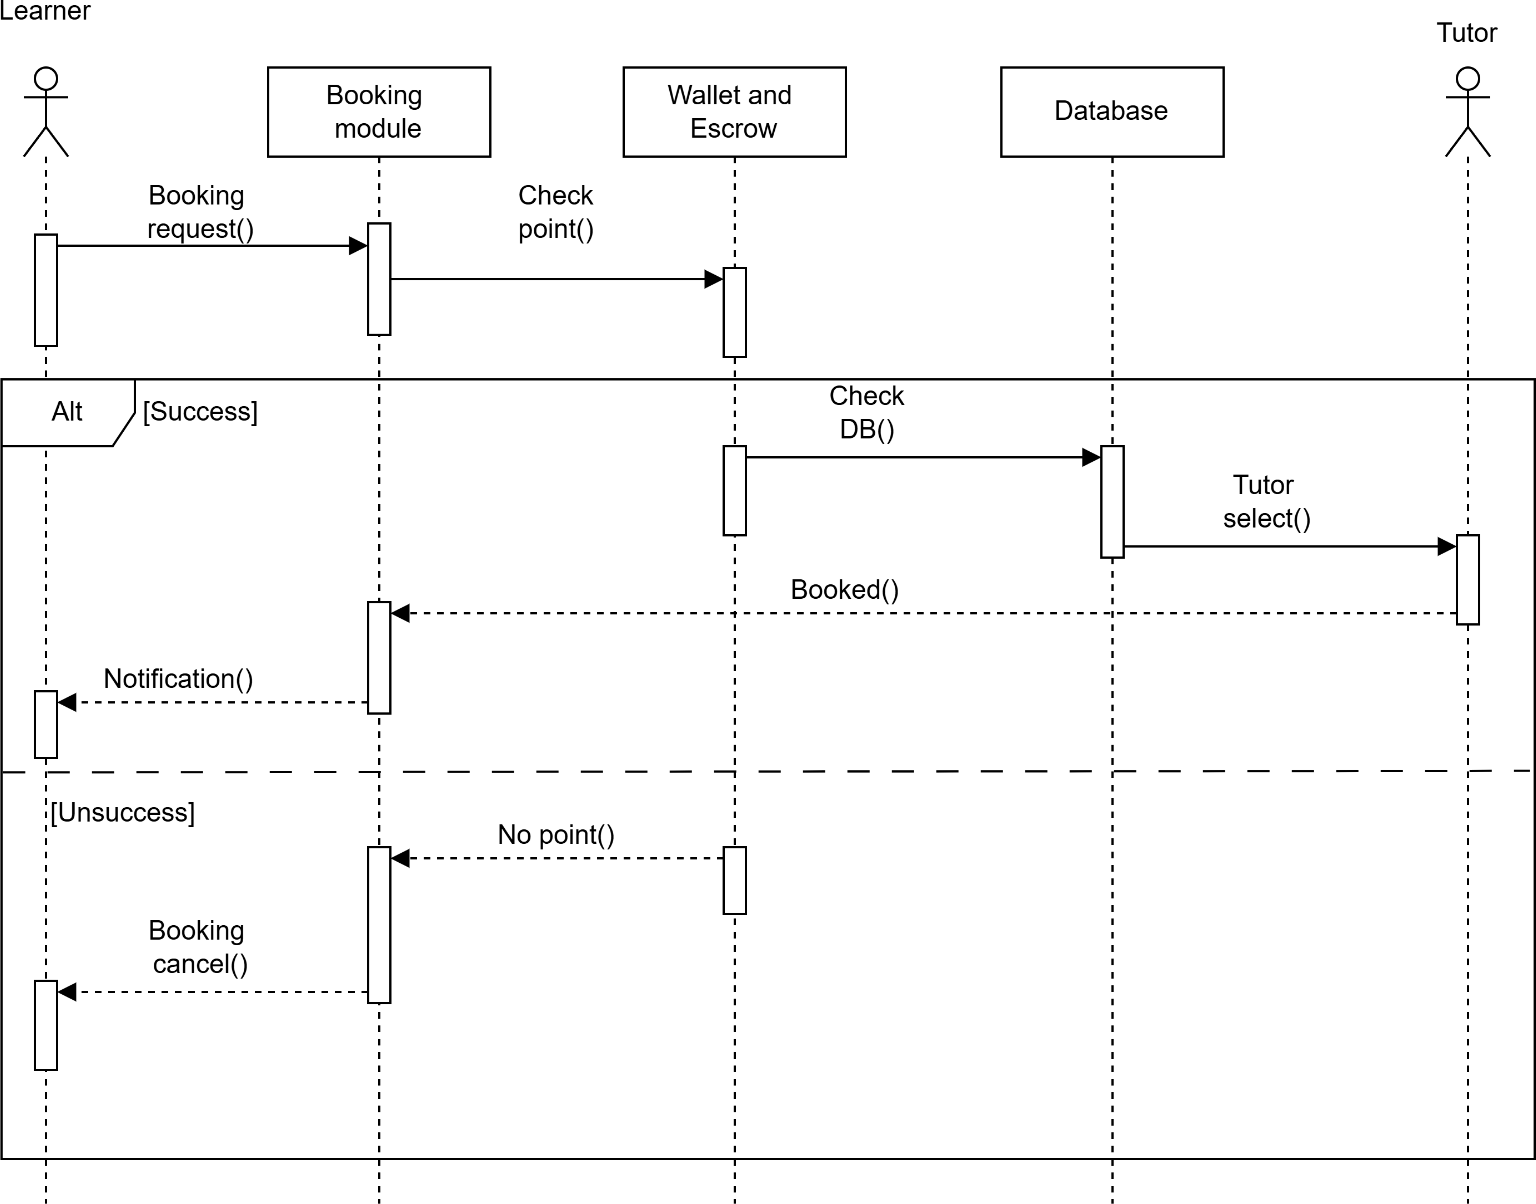 Learner
Tutor
Booking
module
Wallet and
Escrow
Database
Booking
request()
Check
point()
Alt
[Success]
Check
DB()
Tutor
select()
Booked()
Notification()
[Unsuccess]
No point()
Booking
cancel()